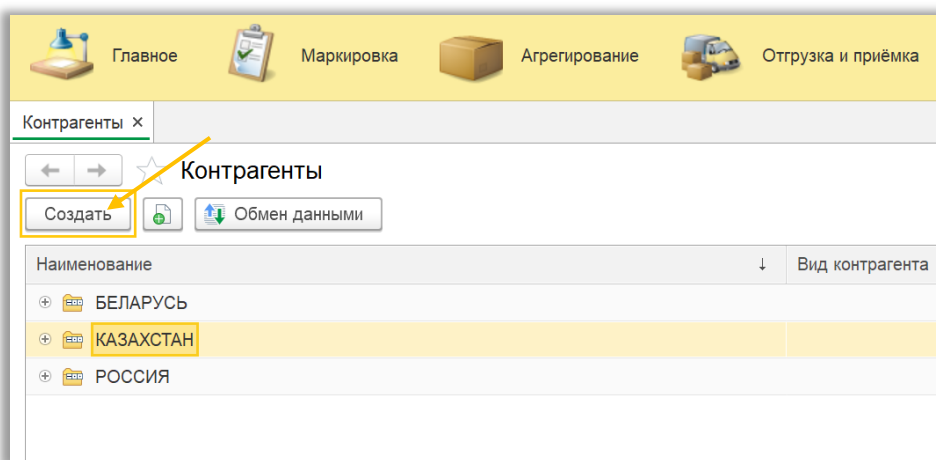 Главное Маркировка Агрегирование Отгрузка и приёмка
Контрагенты ×
Контрагенты
Создать Обмен данными
Наименование ↓ Вид контрагента
БЕЛАРУСЬ
КАЗАХСТАН
РОССИЯ